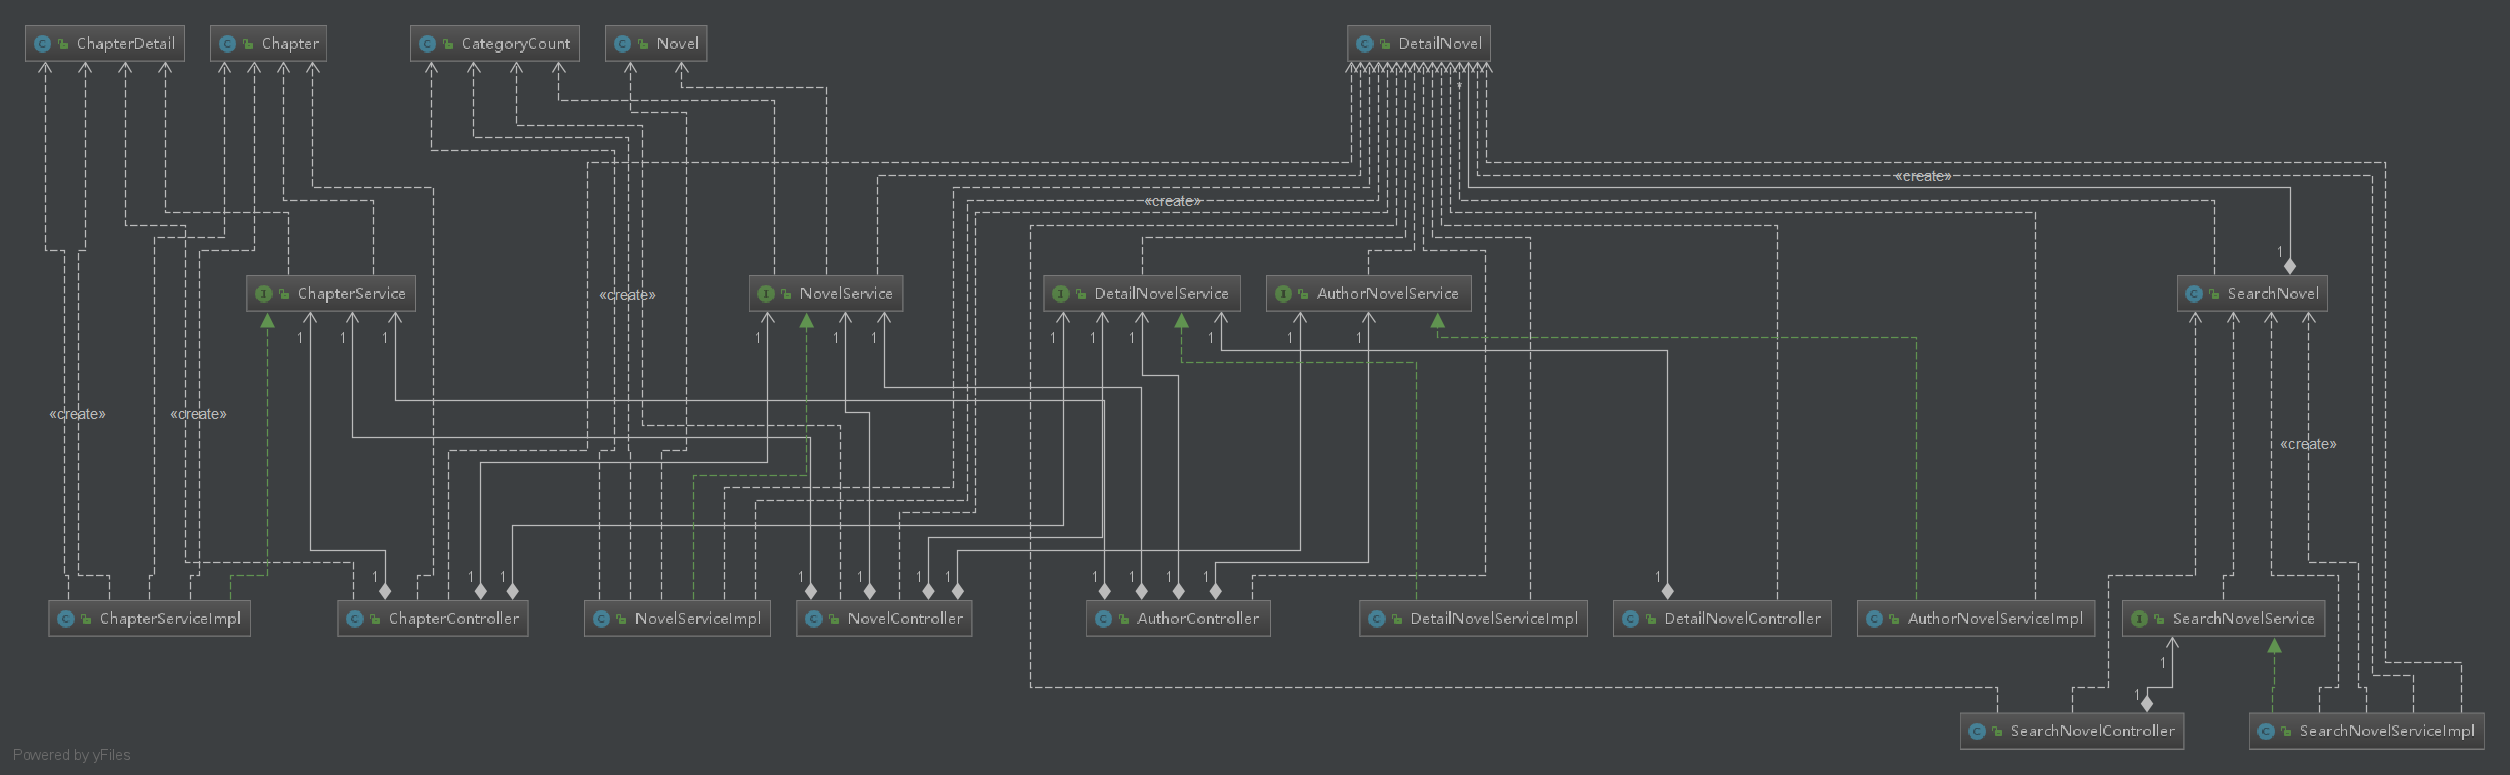 ChapterDetail
Chapter
CategoryCount
Novel
DetailNovel
«create»
«create»
1
ChapterService
NovelService
DetailNovelService
AuthorNovelService
SearchNovel
«create»
1 1 1 1 1 1 1 1 1 1 1 1
«create» «create»
«create»
1 1 1 1 1 1 1 1 1 1 1 1
ChapterServiceImpl
ChapterController
NovelServiceImpl
NovelController
AuthorController
DetailNovelServiceImpl
DetailNovelController
AuthorNovelServiceImpl
SearchNovelService
1
1
SearchNovelController
SearchNovelServiceImpl
Powered by yFiles